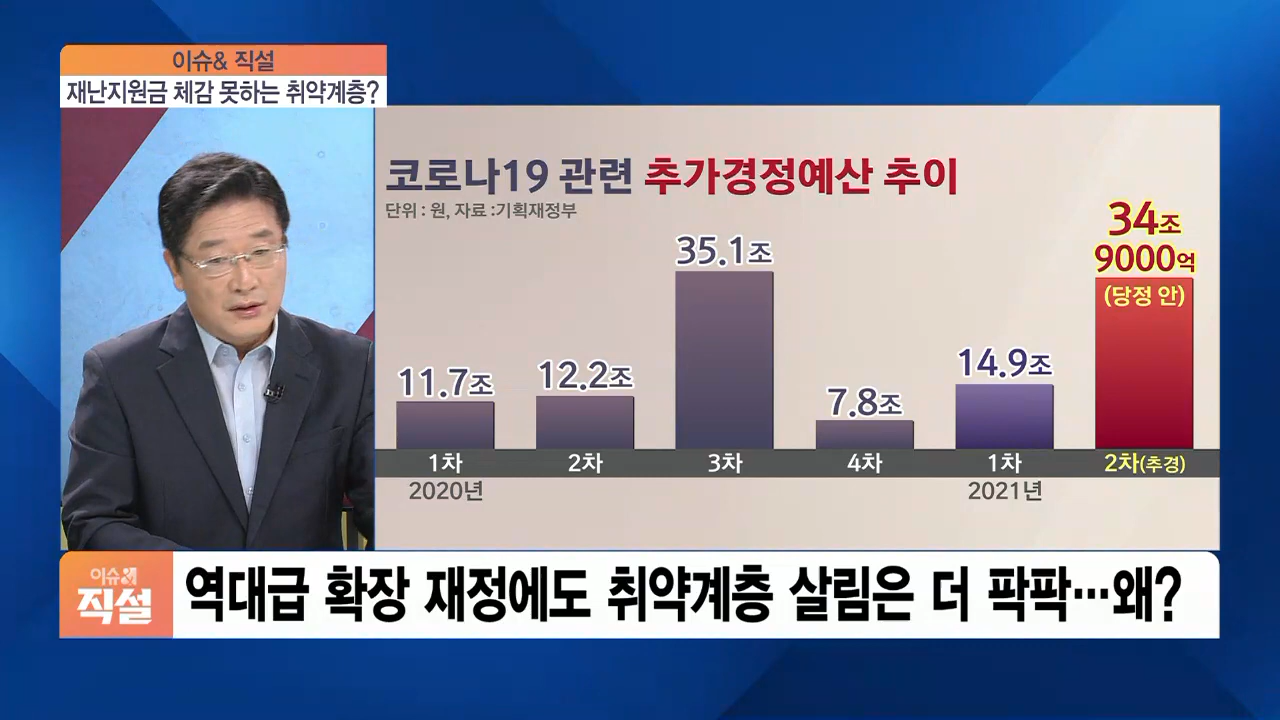 이슈& 직설
재난지원금 체감 못하는 취약계층?
코로나19 관련 추가경정예산 추이
단위 : 원, 자료 :기획재정부
11.7조
12.2조
35.1조
7.8조
14.9조
34조
9000억
(당정 안)
1차
2차
3차
4차
1차
2차(추경)
2020년
2021년
이슈&
직설
역대급 확장 재정에도 취약계층 살림은 더 팍팍…왜?